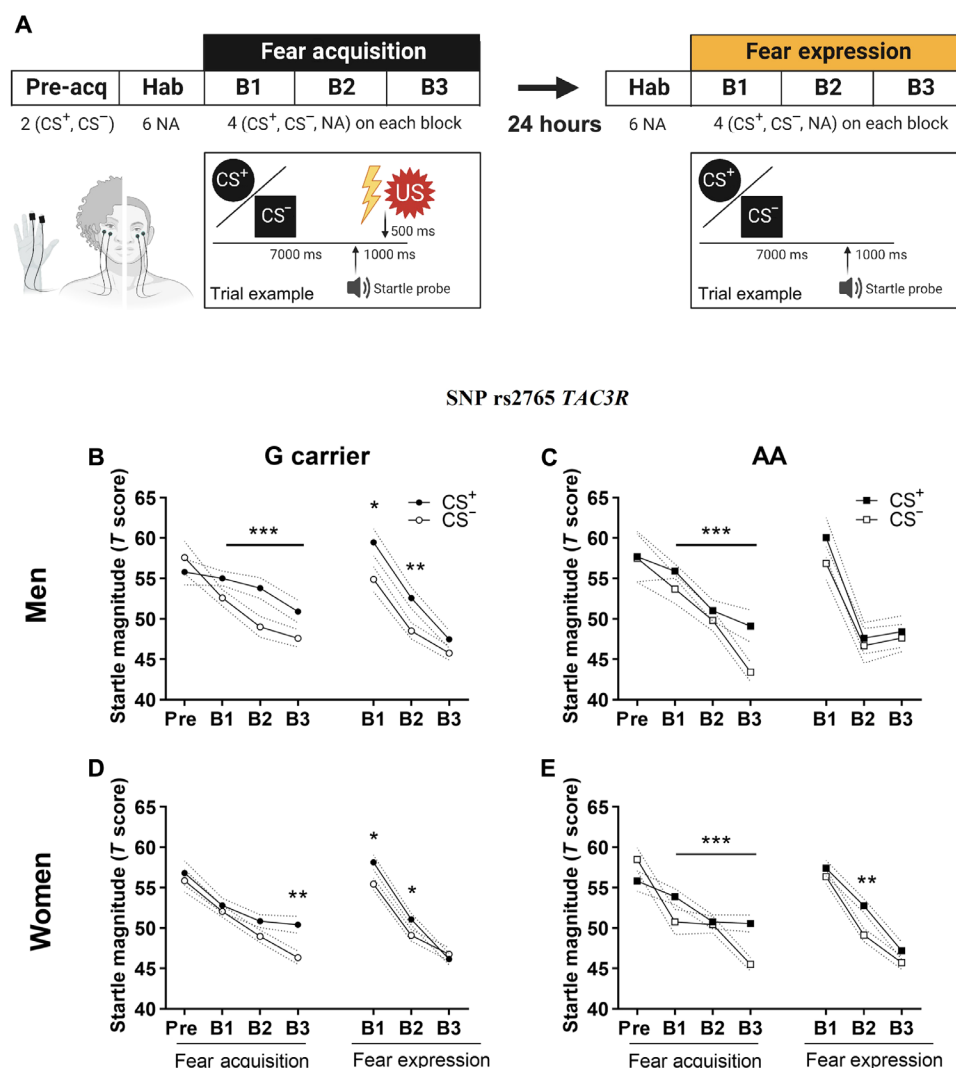 A
Fear acquisition
Fear expression
Pre-acq Hab B1 B2 B3
Hab B1 B2 B3
2 (CS⁺, CS⁻) 6 NA 4 (CS⁺, CS⁻, NA) on each block
24 hours
6 NA 4 (CS⁺, CS⁻, NA) on each block
CS⁺
CS⁻
US
500 ms
7000 ms 1000 ms
Startle probe
Trial example
CS⁺
CS⁻
7000 ms 1000 ms
Startle probe
Trial example
SNP rs2765 TAC3R
Men
B G carrier
Startle magnitude (T score)
65
60
55
50
45
40
CS⁺
CS⁻
***
*
**
Pre B1 B2 B3 B1 B2 B3
C AA
Startle magnitude (T score)
65
60
55
50
45
40
CS⁺
CS⁻
***
Pre B1 B2 B3 B1 B2 B3
Women
D
Startle magnitude (T score)
65
60
55
50
45
40
**
*
*
Pre B1 B2 B3 B1 B2 B3
Fear acquisition Fear expression
E
Startle magnitude (T score)
65
60
55
50
45
40
***
**
Pre B1 B2 B3 B1 B2 B3
Fear acquisition Fear expression